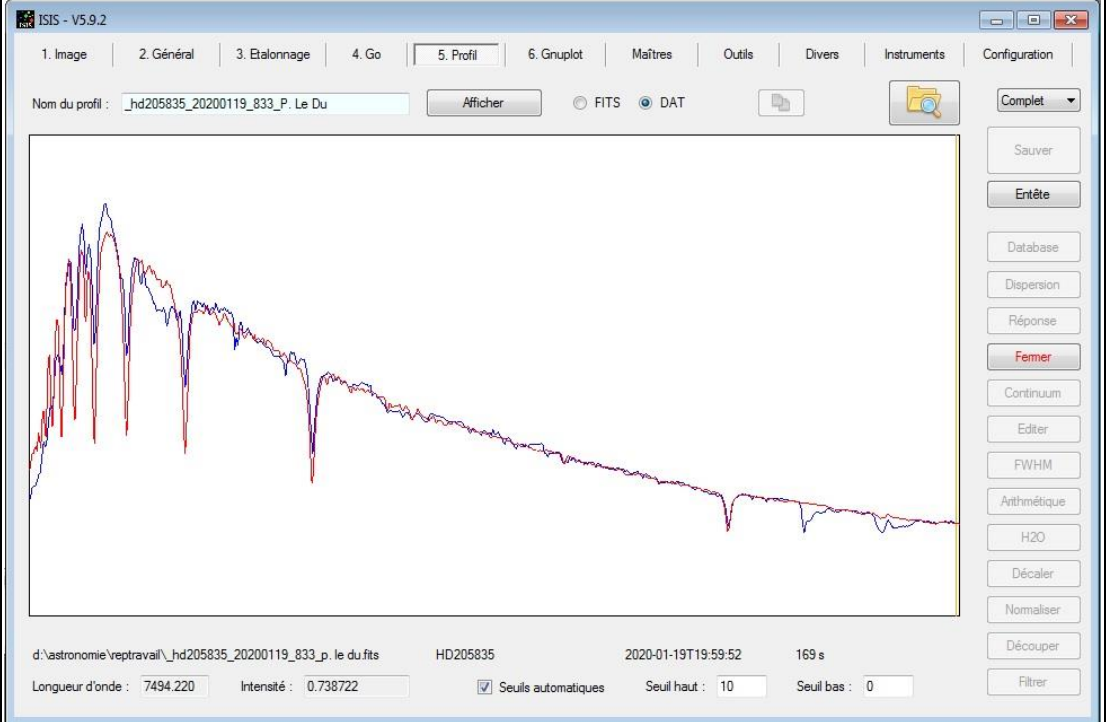 ISIS - V5.9.2
1. Image 2. Général 3. Etalonnage 4. Go 5. Profil 6. Gnuplot Maîtres Outils Divers Instruments Configuration
Nom du profil : _hd205835_20200119_833_P. Le Du Afficher FITS DAT Complet
Sauver
Entête
Database
Dispersion
Réponse
Fermer
Continuum
Editer
FWHM
Arithmétique
H2O
Décaler
Normaliser
Découper
Filtrer
d:\astronomie\reptravail\_hd205835_20200119_833_p. le du.fits HD205835 2020-01-19T19:59:52 169 s
Longueur d'onde : 7494.220 Intensité : 0.738722 Seuils automatiques Seuil haut : 10 Seuil bas : 0